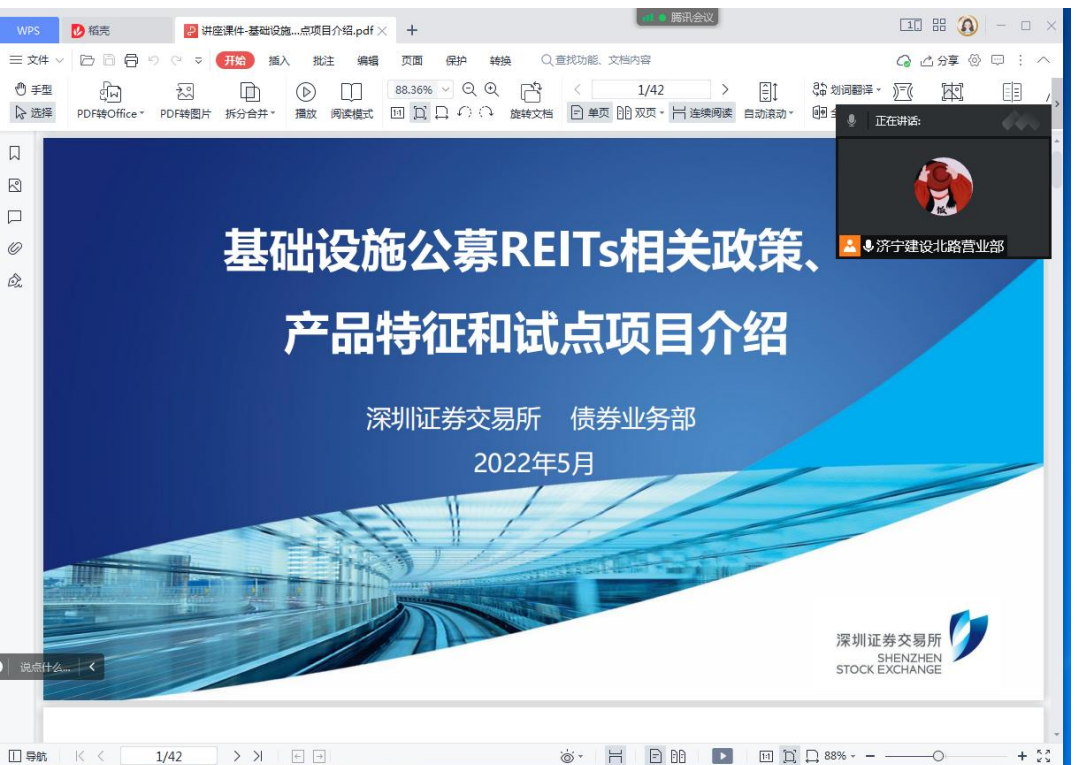 腾讯会议
WPS
稻壳
讲座课件-基础设施...点项目介绍.pdf
文件
开始
插入
批注
编辑
页面
保护
转换
查找功能、文档内容
分享
手型
选择
PDF转Office
PDF转图片
拆分合并
播放
阅读模式
88.36%
旋转文档
1/42
单页
双页
连续阅读
自动滚动
划词翻译
正在讲话:
济宁建设北路营业部
基础设施公募REITs相关政策、
产品特征和试点项目介绍
深圳证券交易所 债券业务部
2022年5月
深圳证券交易所
SHENZHEN
STOCK EXCHANGE
说点什么...
导航
1/42
88%